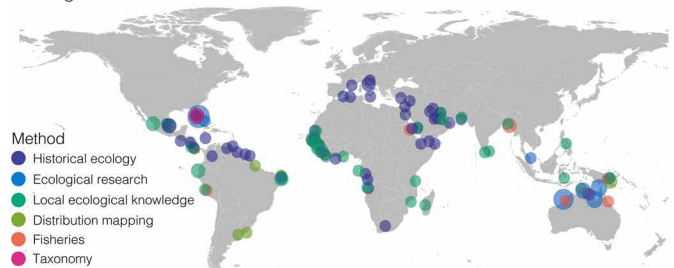 Method
Historical ecology
Ecological research
Local ecological knowledge
Distribution mapping
Fisheries
Taxonomy